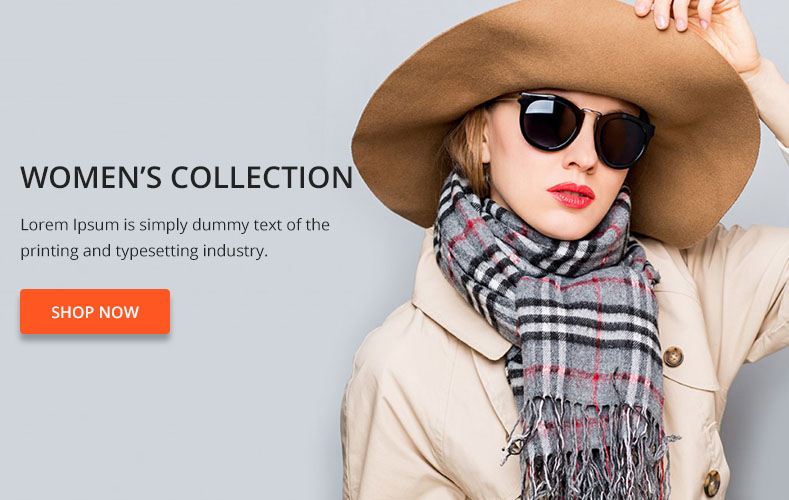 WOMEN’S COLLECTION
Lorem Ipsum is simply dummy text of the
printing and typesetting industry.
SHOP NOW